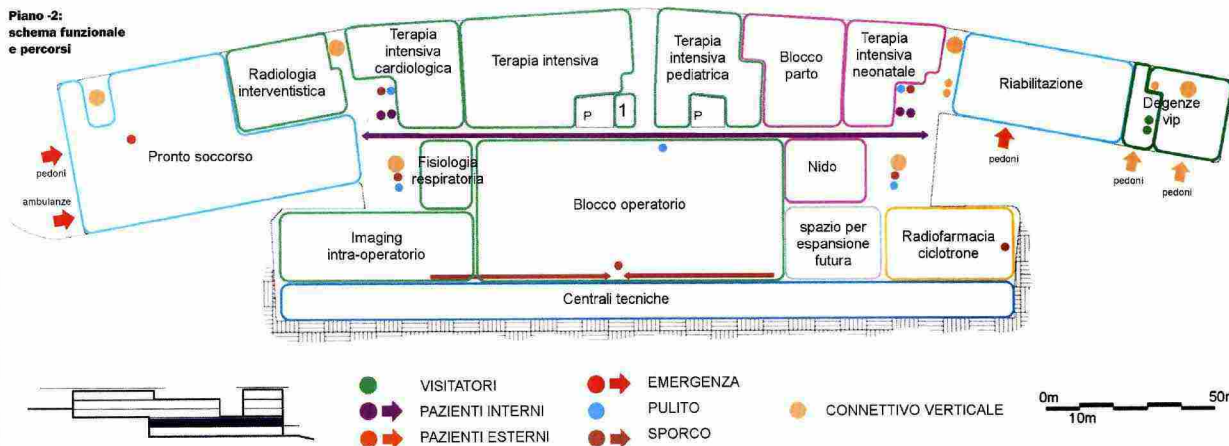 Piano -2:
schema funzionale
e percorsi
Radiologia
interventistica
Terapia
intensiva
cardiologica
Terapia intensiva
P
1
Terapia
intensiva
pediatrica
P
Blocco
parto
Terapia
intensiva
neonatale
Riabilitazione
Degenze
vip
Pronto soccorso
pedoni
ambulanze
pedoni
pedoni
pedoni
Fisiologia
respiratoria
Blocco operatorio
Nido
Imaging
intra-operatorio
spazio per
espansione
futura
Radiofarmacia
ciclotrone
Centrali tecniche
VISITATORI
PAZIENTI INTERNI
PAZIENTI ESTERNI
EMERGENZA
PULITO
SPORCO
CONNETTIVO VERTICALE
0m
50m
10m